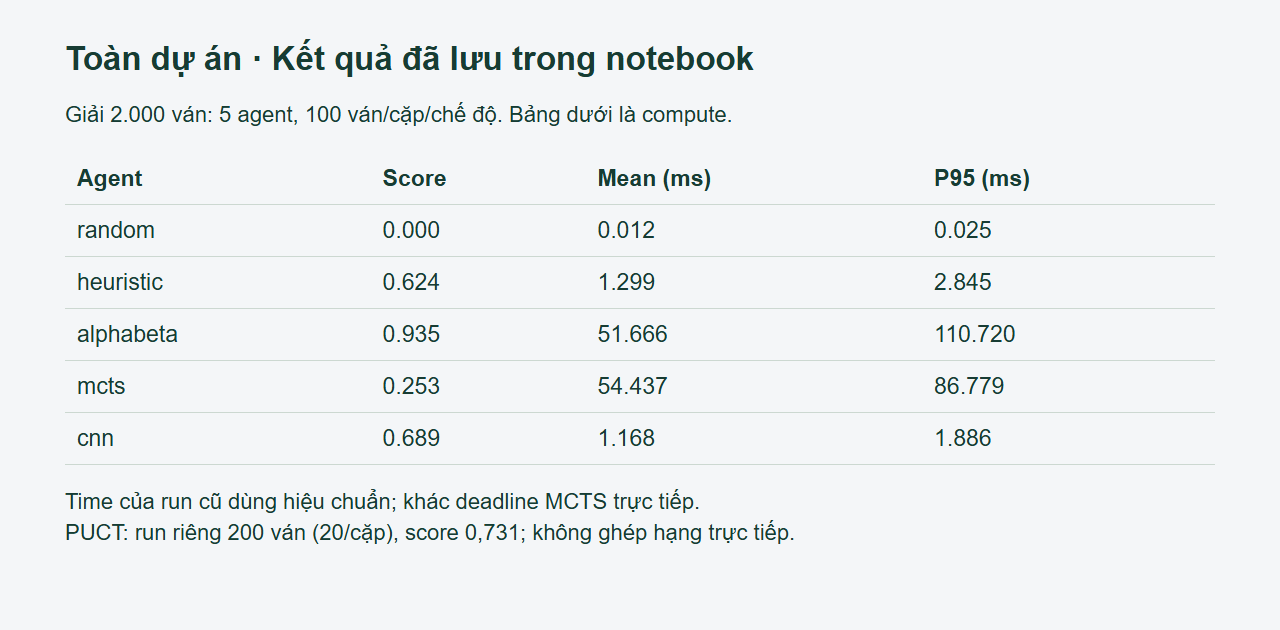 Toàn dự án · Kết quả đã lưu trong notebook
Giải 2.000 ván: 5 agent, 100 ván/cặp/chế độ. Bảng dưới là compute.
Agent Score Mean (ms) P95 (ms)
random 0.000 0.012 0.025
heuristic 0.624 1.299 2.845
alphabeta 0.935 51.666 110.720
mcts 0.253 54.437 86.779
cnn 0.689 1.168 1.886
Time của run cũ dùng hiệu chuẩn; khác deadline MCTS trực tiếp.
PUCT: run riêng 200 ván (20/cặp), score 0,731; không ghép hạng trực tiếp.